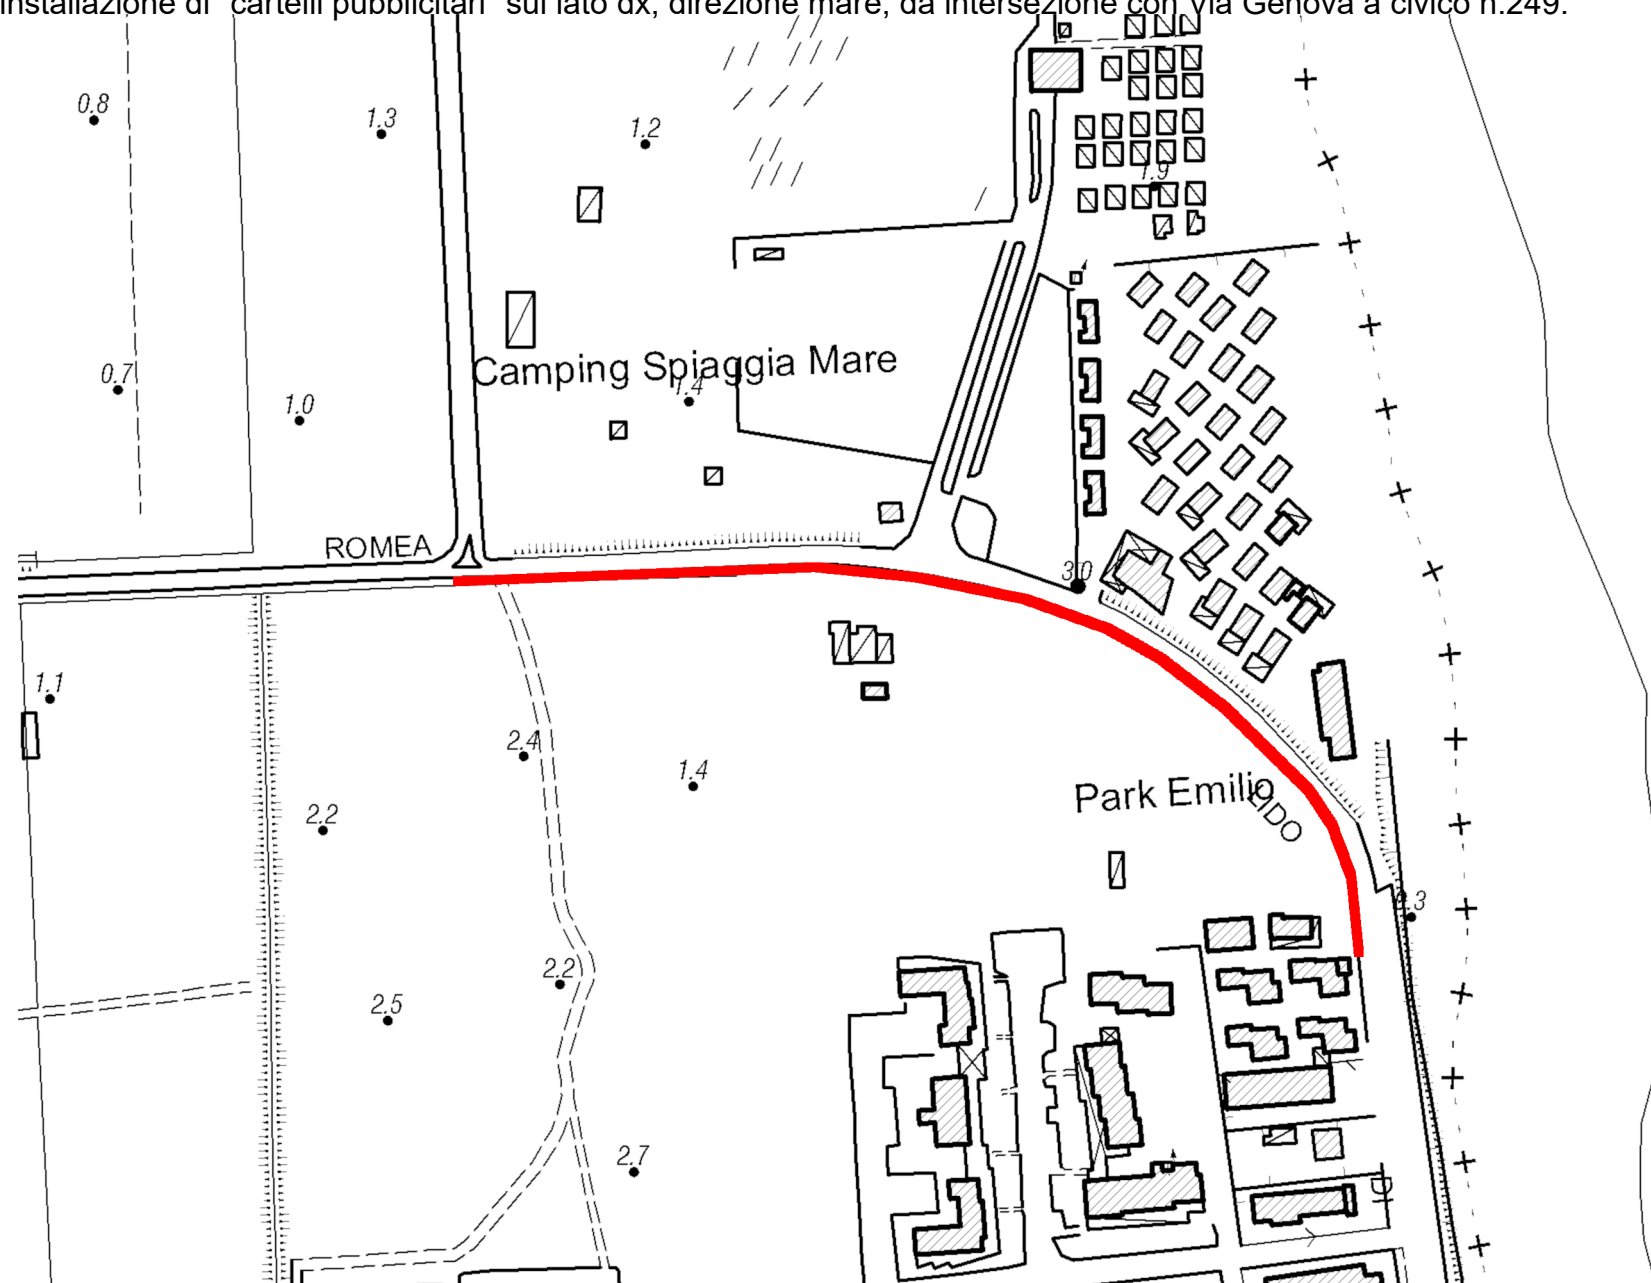 installazione di "cartelli pubblicitari" sul lato dx, direzione mare, da intersezione con Via Genova a civico n.249.
0.8
1.3
1.2
1.9
Camping Spiaggia Mare
0.7
1.4
1.0
ROMEA
3.0
1.1
2.4
1.4
Park Emilio
LIDO
2.2
.3
2.2
2.5
2.7
DI